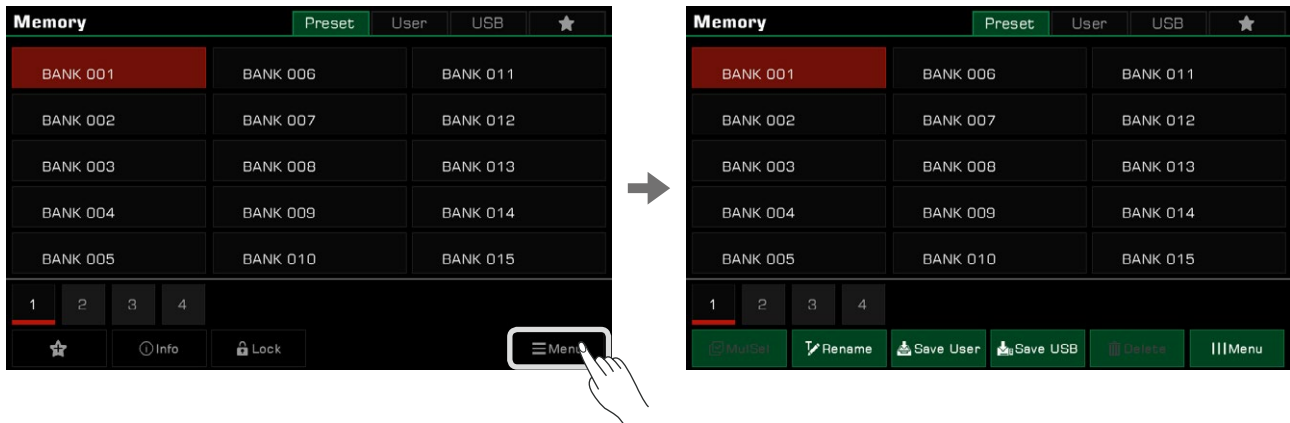 Memory Preset User USB
BANK 001 BANK 006 BANK 011
BANK 002 BANK 007 BANK 012
BANK 003 BANK 008 BANK 013
BANK 004 BANK 009 BANK 014
BANK 005 BANK 010 BANK 015
1 2 3 4
Info Lock Menu
Memory Preset User USB
BANK 001 BANK 006 BANK 011
BANK 002 BANK 007 BANK 012
BANK 003 BANK 008 BANK 013
BANK 004 BANK 009 BANK 014
BANK 005 BANK 010 BANK 015
1 2 3 4
MulSel Rename Save User Save USB Delete Menu